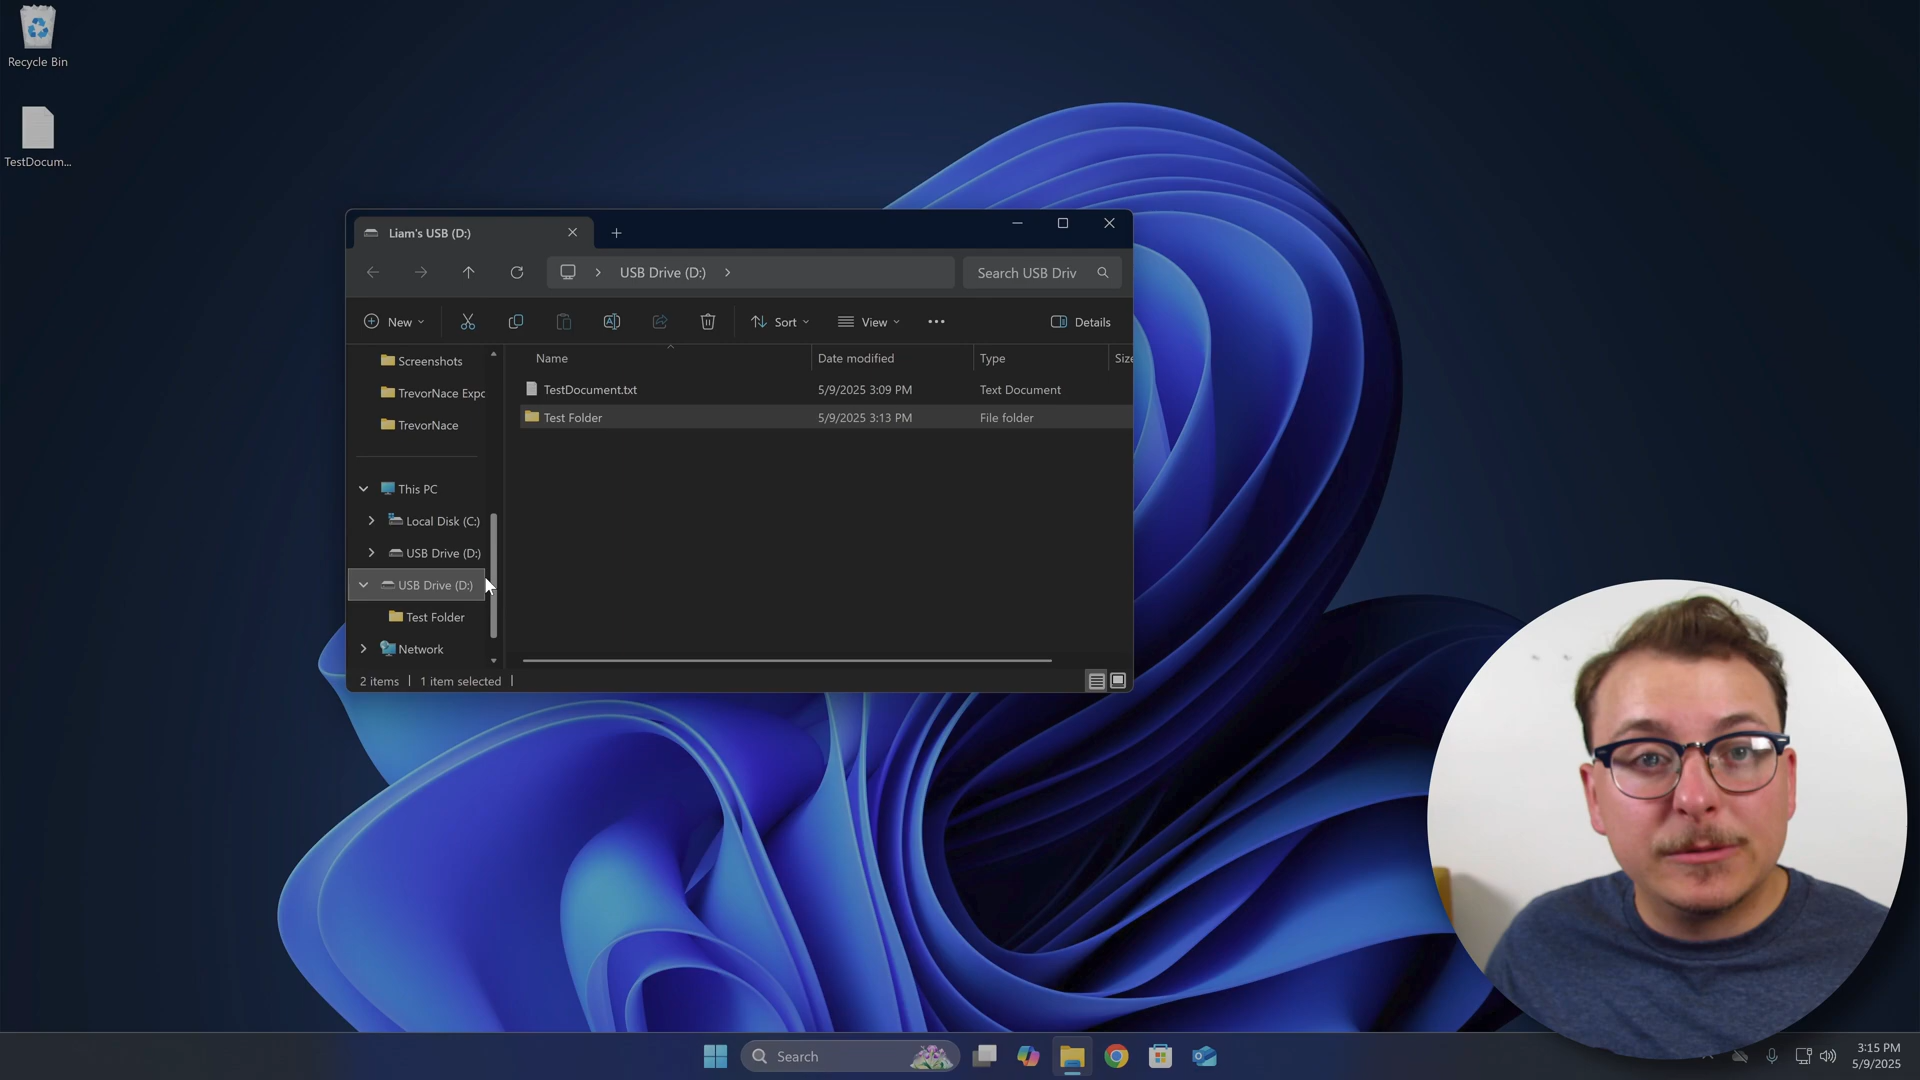 Recycle Bin
TestDocum...
Liam's USB (D:)
USB Drive (D:)
Search USB Driv
New
Sort
View
Details
Screenshots
TrevorNace Expo
TrevorNace
This PC
Local Disk (C:)
USB Drive (D:)
USB Drive (D:)
Test Folder
Network
Name Date modified Type Size
TestDocument.txt 5/9/2025 3:09 PM Text Document
Test Folder 5/9/2025 3:13 PM File folder
2 items | 1 item selected |
Search
3:15 PM
5/9/2025